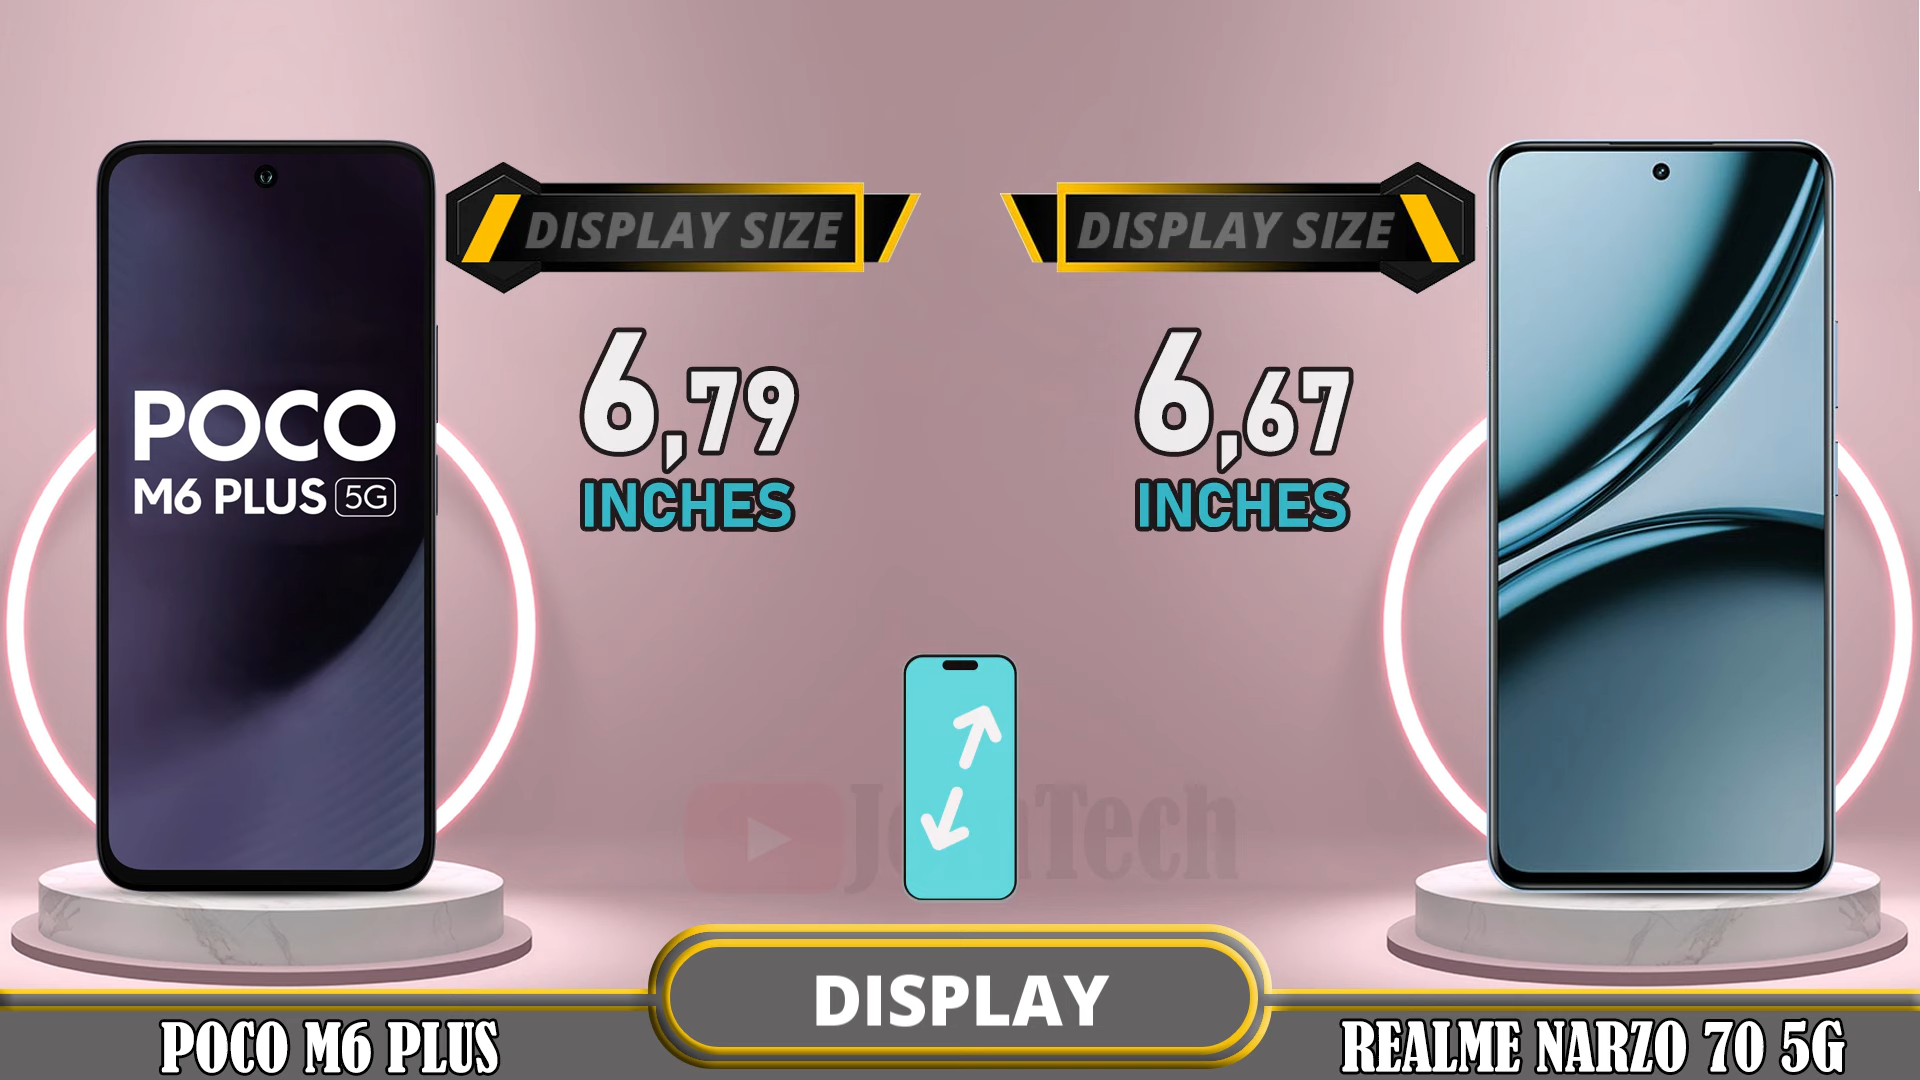 DISPLAY SIZE
DISPLAY SIZE
6,79
INCHES
6,67
INCHES
POCO
M6 PLUS 5G
JohnTech
DISPLAY
POCO M6 PLUS
REALME NARZO 70 5G